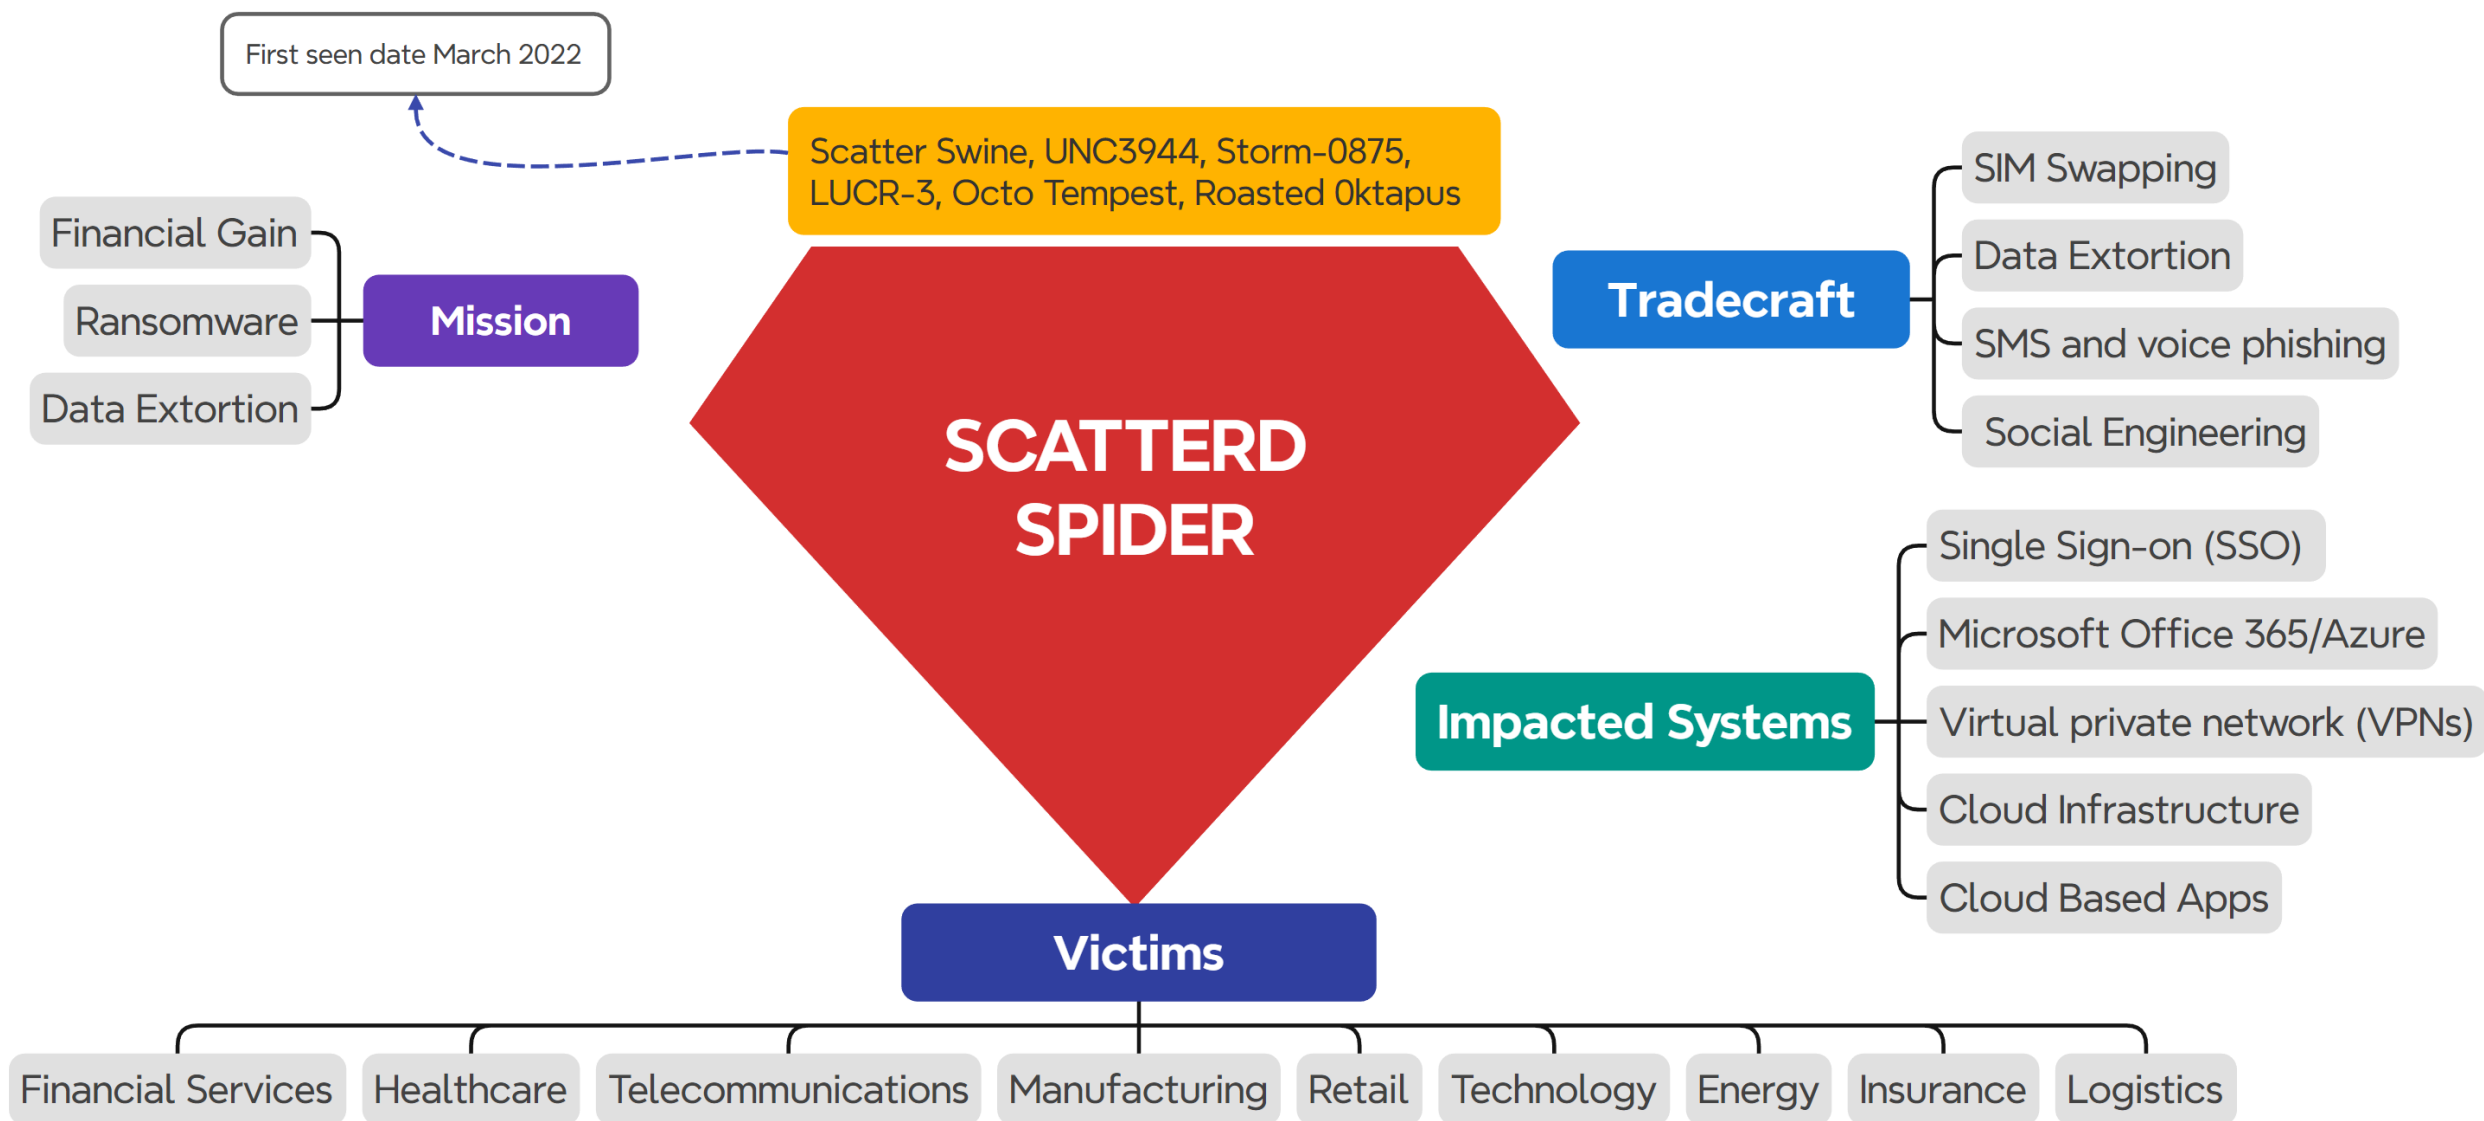 First seen date March 2022
Scatter Swine, UNC3944, Storm-0875,
LUCR-3, Octo Tempest, Roasted 0ktapus
Mission
Financial Gain
Ransomware
Data Extortion
SCATTERD
SPIDER
Tradecraft
SIM Swapping
Data Extortion
SMS and voice phishing
Social Engineering
Impacted Systems
Single Sign-on (SSO)
Microsoft Office 365/Azure
Virtual private network (VPNs)
Cloud Infrastructure
Cloud Based Apps
Victims
Financial Services
Healthcare
Telecommunications
Manufacturing
Retail
Technology
Energy
Insurance
Logistics